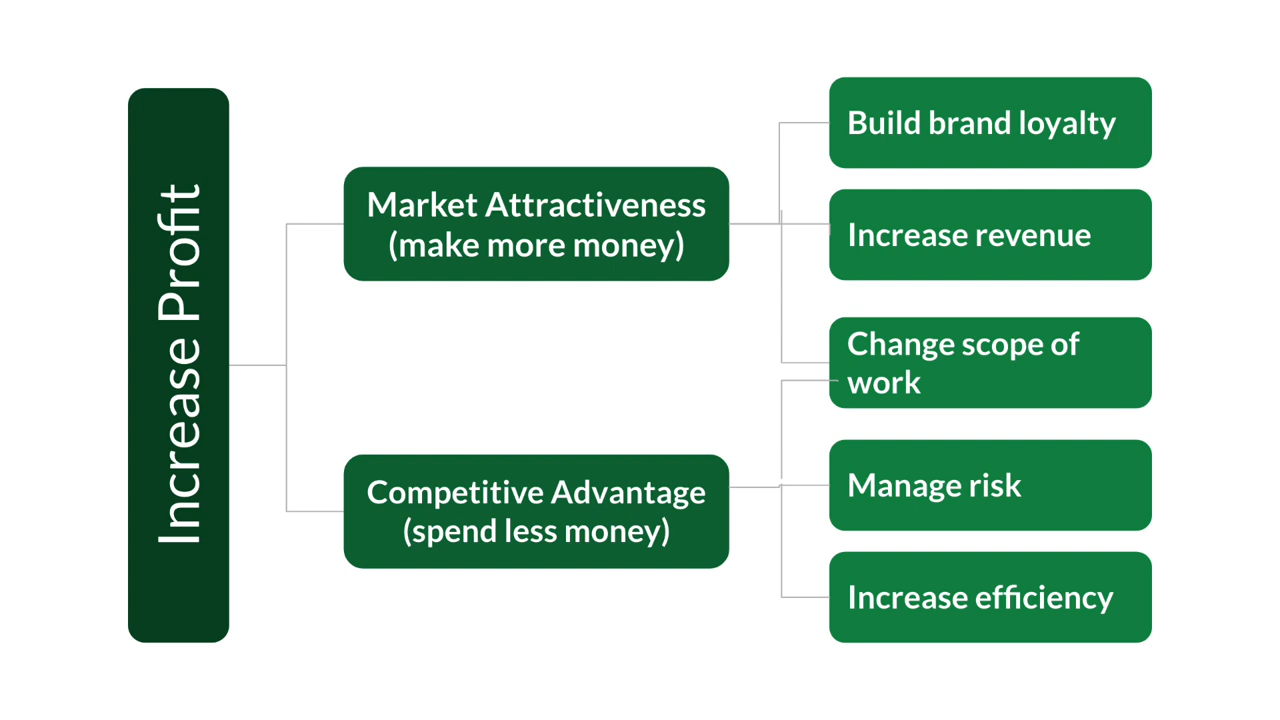 Increase Profit
Market Attractiveness
(make more money)
Competitive Advantage
(spend less money)
Build brand loyalty
Increase revenue
Change scope of
work
Manage risk
Increase efficiency